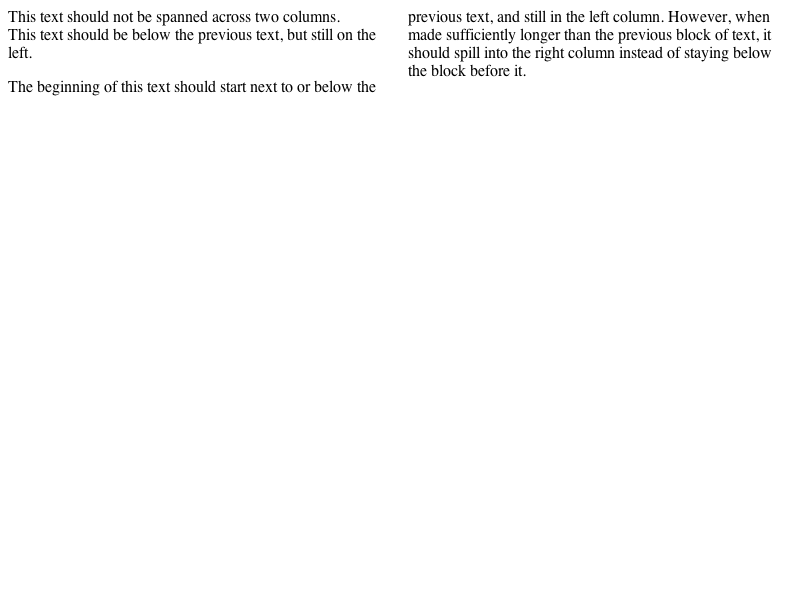 This text should not be spanned across two columns.
This text should be below the previous text, but still on the
left.
The beginning of this text should start next to or below the
previous text, and still in the left column. However, when
made sufficiently longer than the previous block of text, it
should spill into the right column instead of staying below
the block before it.